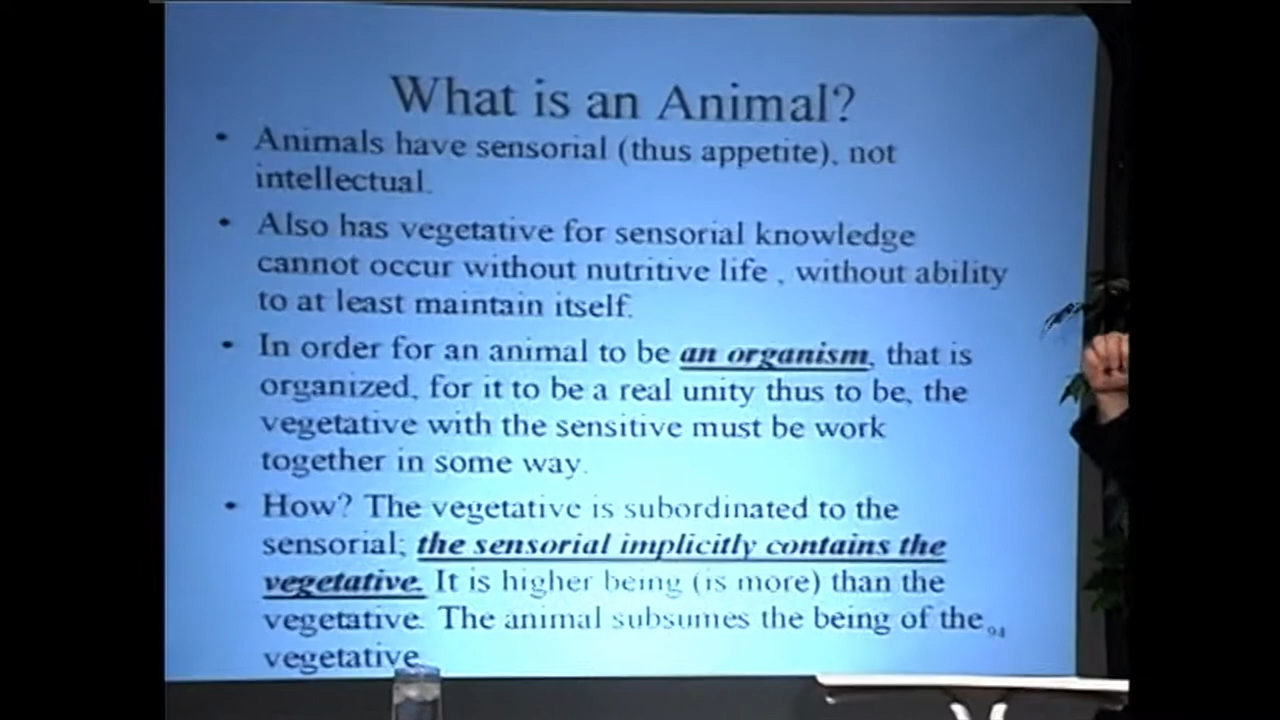 What is an Animal?
• Animals have sensorial (thus appetite), not
intellectual.
• Also has vegetative for sensorial knowledge
cannot occur without nutritive life , without ability
to at least maintain itself.
• In order for an animal to be an organism, that is
organized, for it to be a real unity thus to be, the
vegetative with the sensitive must be work
together in some way.
• How? The vegetative is subordinated to the
sensorial; the sensorial implicitly contains the
vegetative. It is higher being (is more) than the
vegetative. The animal subsumes the being of the
vegetative.
94